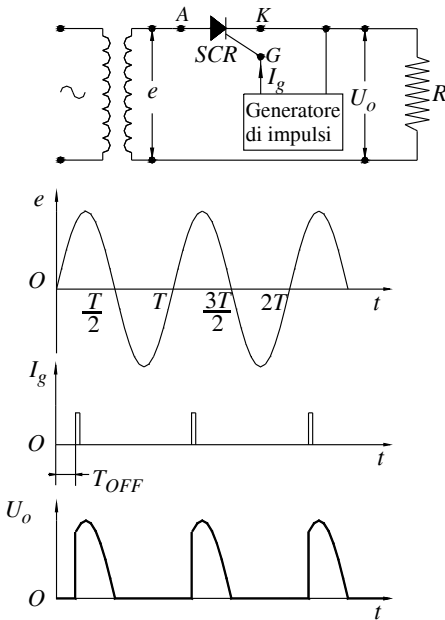 A
K
SCR
G
I_g
e
Generatore
di impulsi
U_o
R
e
O
T/2
T
3T/2
2T
t
I_g
O
t
T_OFF
U_o
O
t